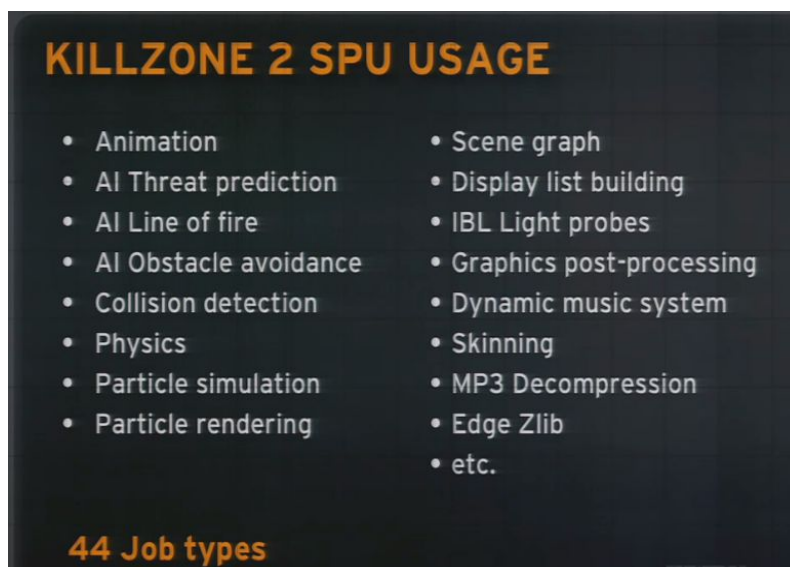 KILLZONE 2 SPU USAGE
• Animation
• AI Threat prediction
• AI Line of fire
• AI Obstacle avoidance
• Collision detection
• Physics
• Particle simulation
• Particle rendering
• Scene graph
• Display list building
• IBL Light probes
• Graphics post-processing
• Dynamic music system
• Skinning
• MP3 Decompression
• Edge Zlib
• etc.
44 Job types